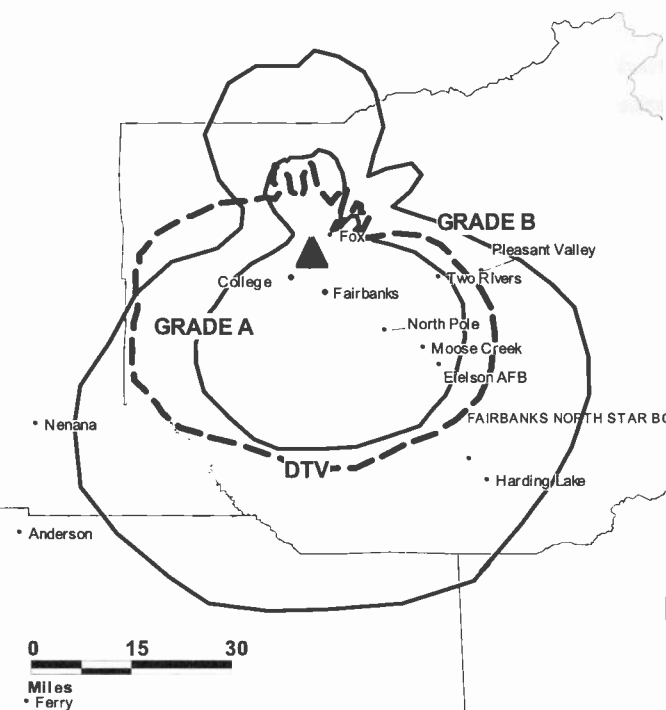 GRADE B
Fox
Pleasant Valley
College
Two Rivers
Fairbanks
GRADE A
North Pole
Moose Creek
Eielson AFB
FAIRBANKS NORTH STAR BO
Nenana
DTV
Harding Lake
Anderson
0 15 30
Miles
Ferry